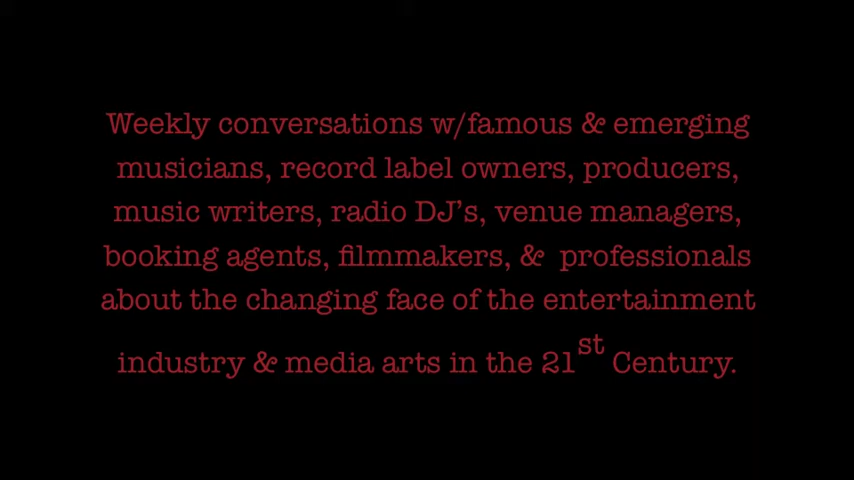 Weekly conversations w/famous & emerging
musicians, record label owners, producers,
music writers, radio DJ's, venue managers,
booking agents, filmmakers, &  professionals
about the changing face of the entertainment
industry & media arts in the 21st Century.